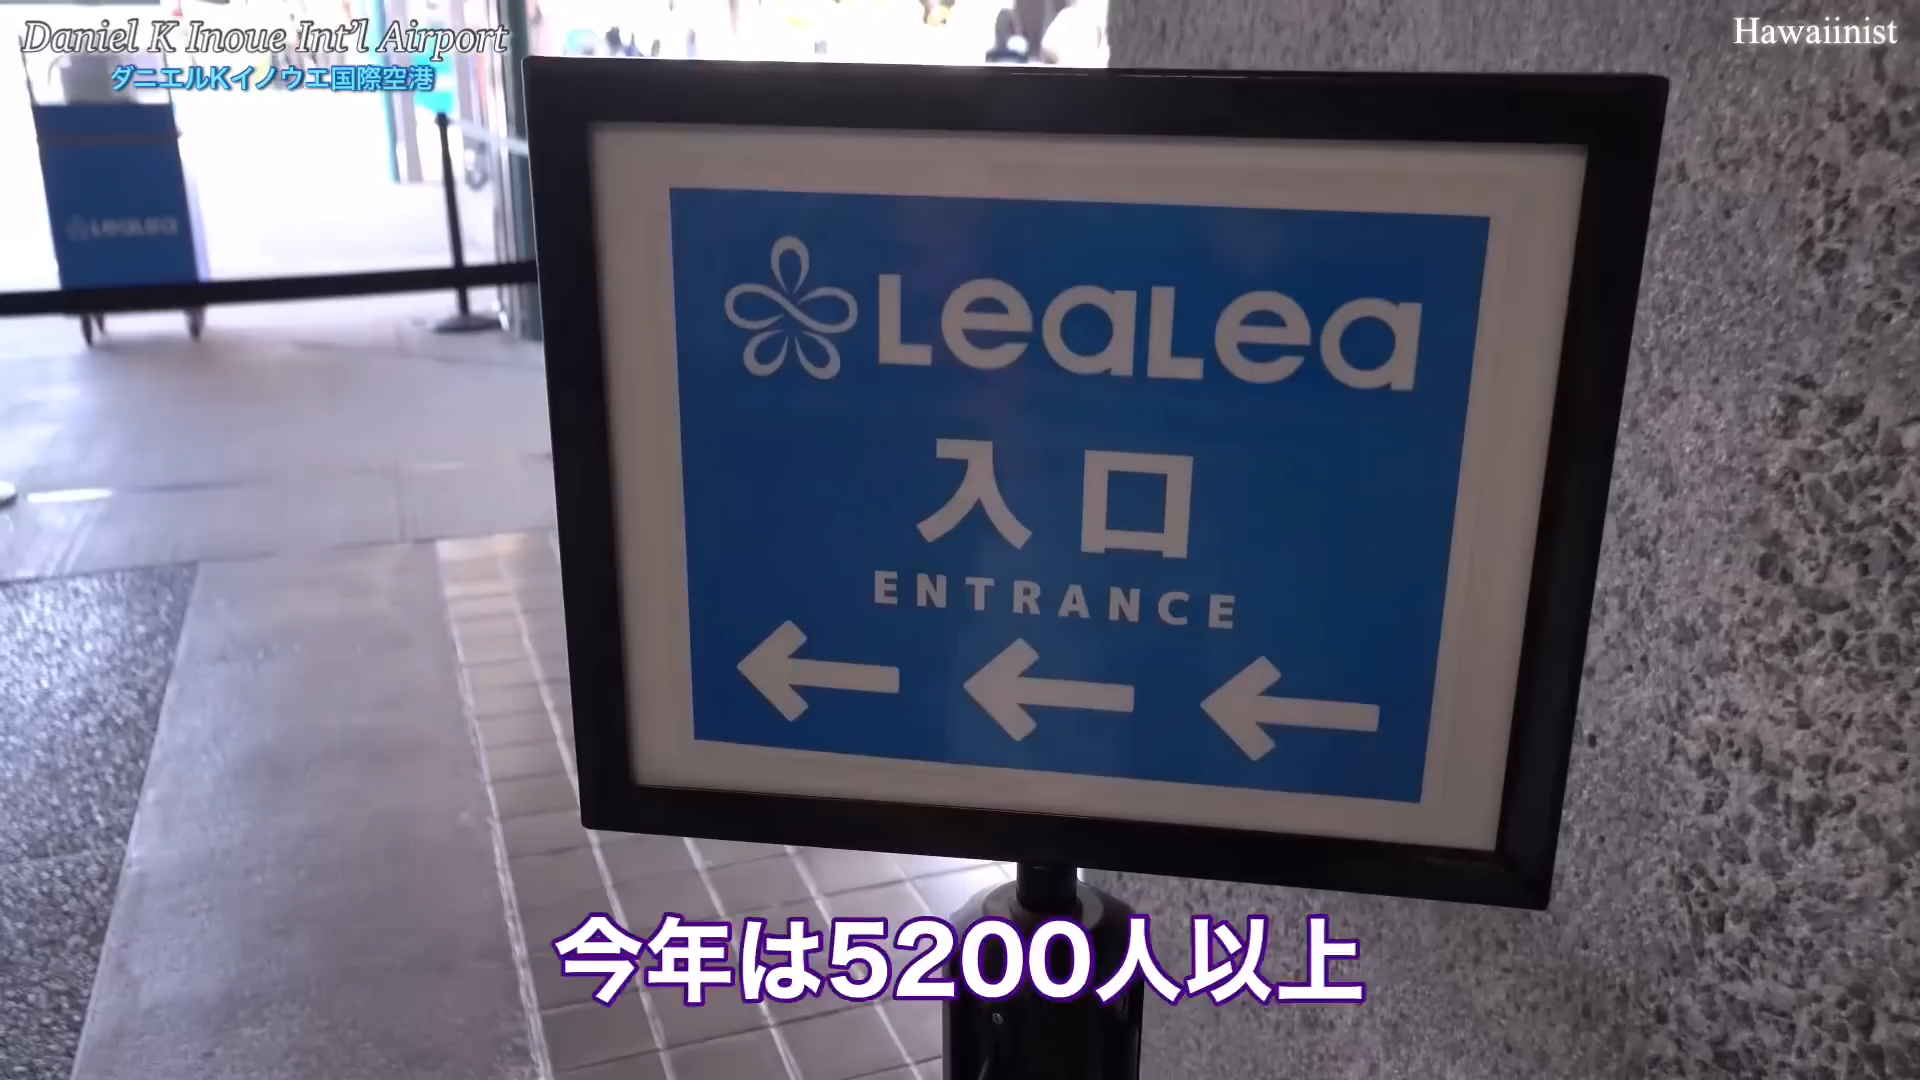 Daniel K Inoue Int'l Airport
ダニエルKイノウエ国際空港
Hawaiinist
LeaLea
LeaLea
入口
ENTRANCE
今年は5200人以上